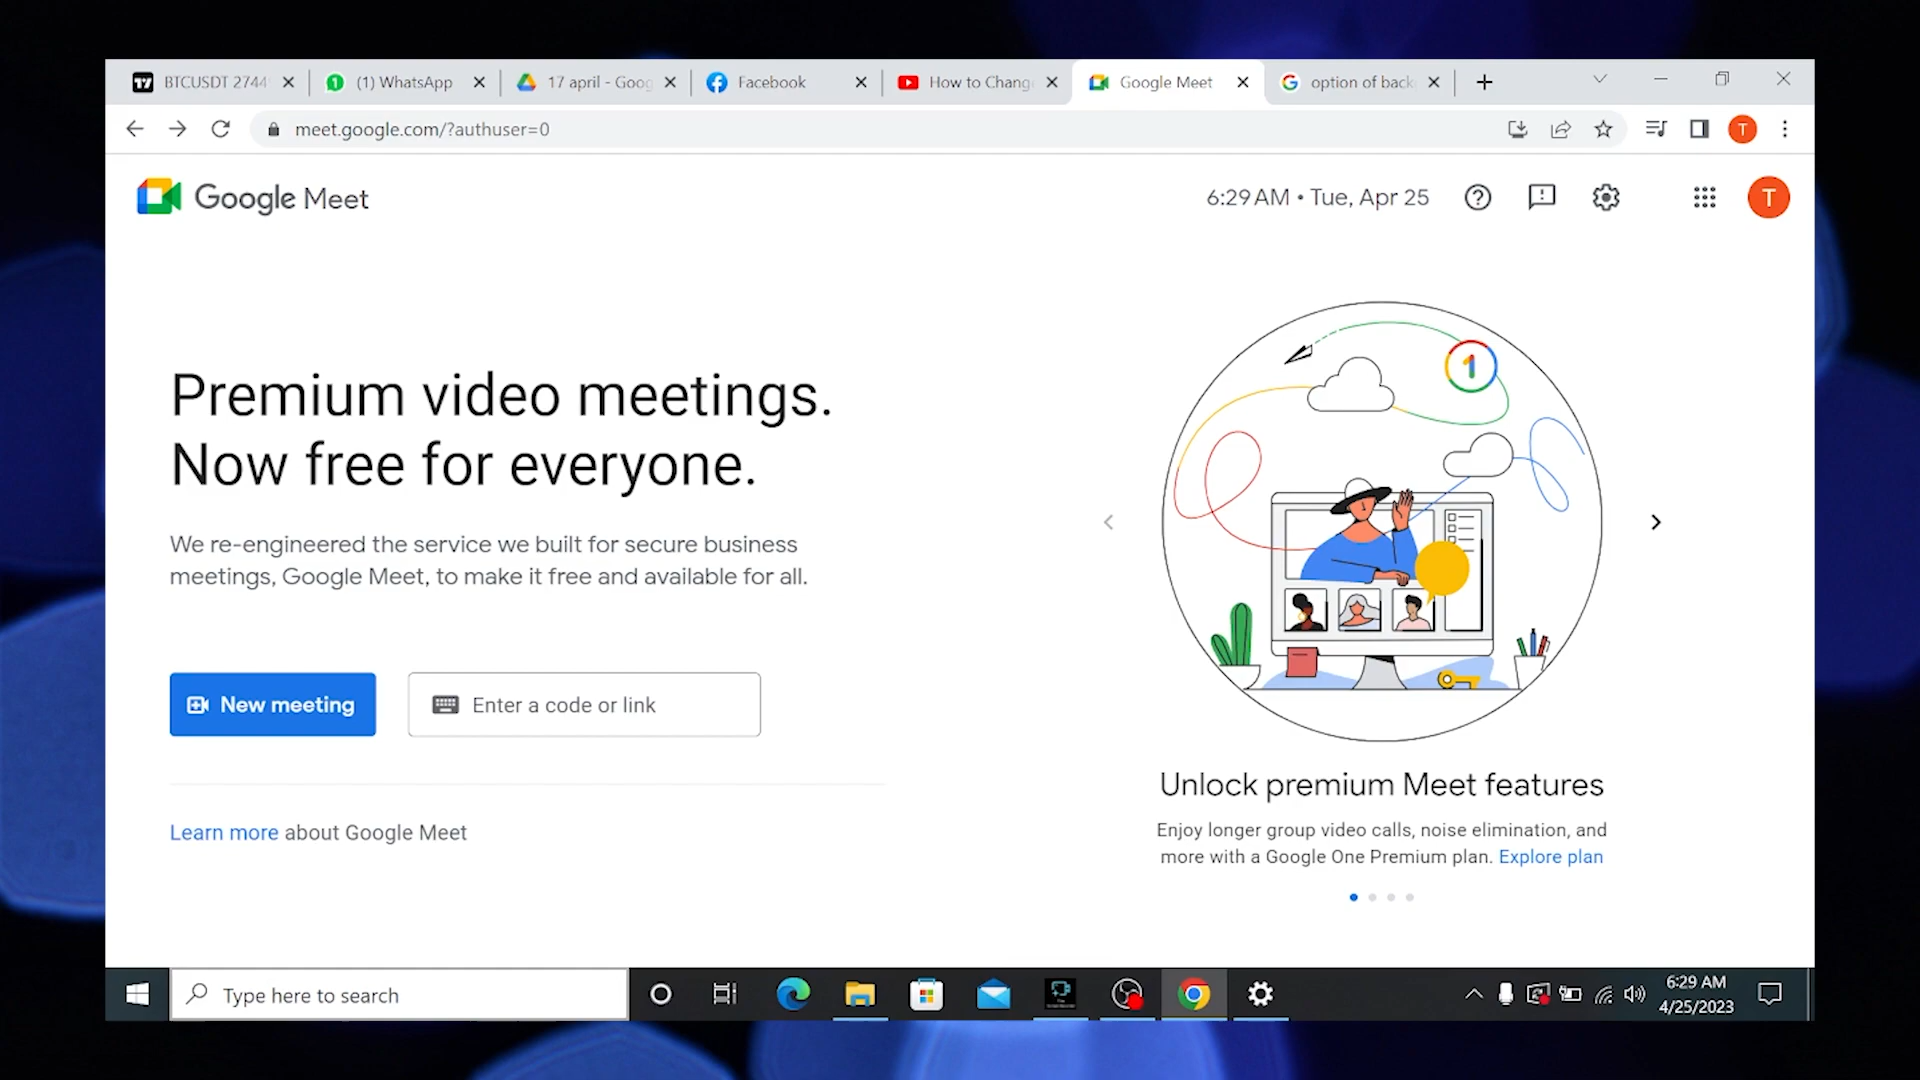 BTCUSDT 2744
(1) WhatsApp
17 april - Goog
Facebook
How to Chang
Google Meet
option of back
meet.google.com/?authuser=0
T
Google Meet
6:29 AM • Tue, Apr 25
T
1
Premium video meetings.
Now free for everyone.
We re-engineered the service we built for secure business
meetings, Google Meet, to make it free and available for all.
New meeting
Enter a code or link
Learn more about Google Meet
Unlock premium Meet features
Enjoy longer group video calls, noise elimination, and
more with a Google One Premium plan. Explore plan
Type here to search
6:29 AM
4/25/2023